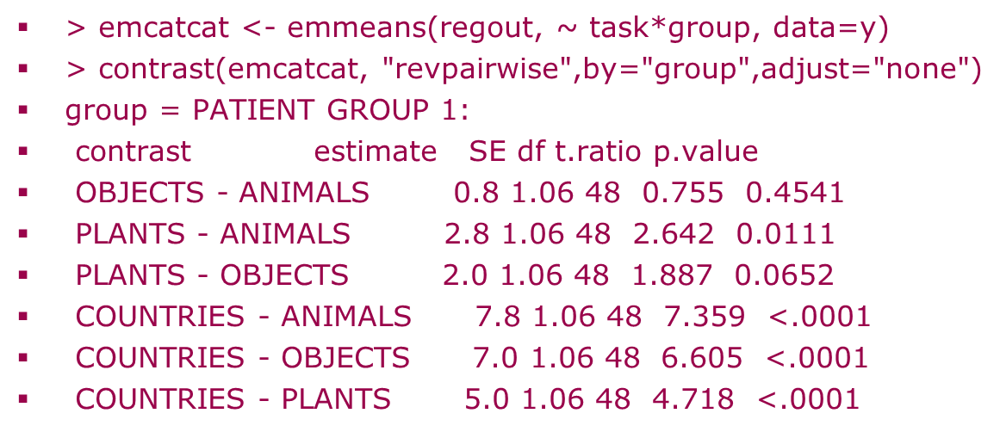 ▪ > emcatcat <- emmeans(regout, ~ task*group, data=y)
▪ > contrast(emcatcat, "revpairwise",by="group",adjust="none")
▪ group = PATIENT GROUP 1:
▪ contrast estimate SE df t.ratio p.value
▪ OBJECTS - ANIMALS 0.8 1.06 48 0.755 0.4541
▪ PLANTS - ANIMALS 2.8 1.06 48 2.642 0.0111
▪ PLANTS - OBJECTS 2.0 1.06 48 1.887 0.0652
▪ COUNTRIES - ANIMALS 7.8 1.06 48 7.359 <.0001
▪ COUNTRIES - OBJECTS 7.0 1.06 48 6.605 <.0001
▪ COUNTRIES - PLANTS 5.0 1.06 48 4.718 <.0001